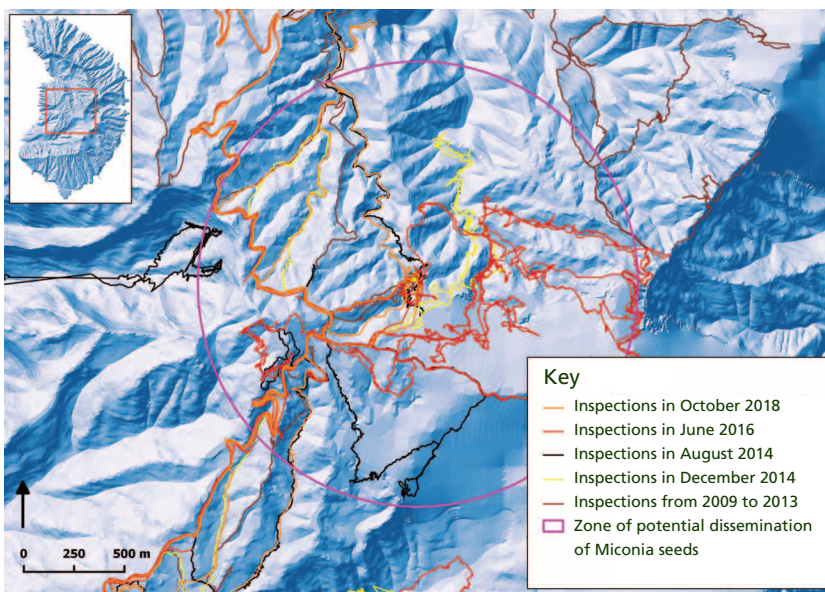 Key
Inspections in October 2018
Inspections in June 2016
Inspections in August 2014
Inspections in December 2014
Inspections from 2009 to 2013
Zone of potential dissemination
of Miconia seeds
0 250 500 m